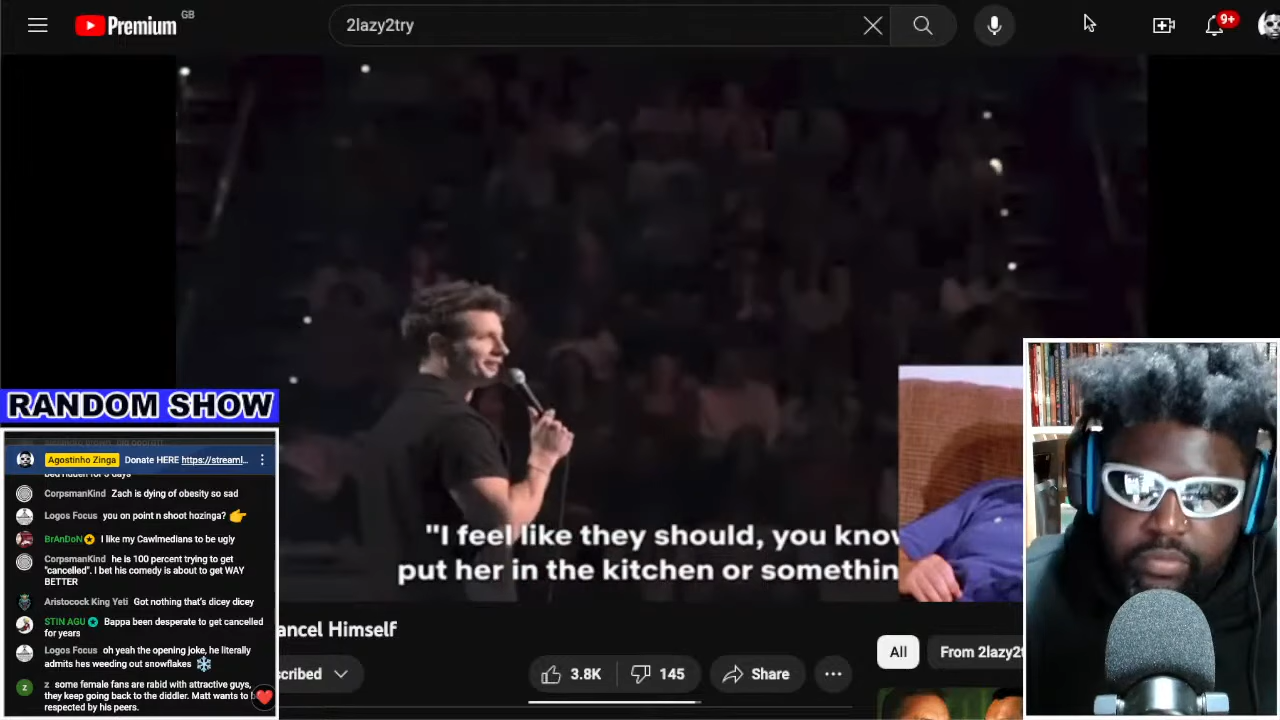 Premium GB
2lazy2try
9+
"I feel like they should, you know
put her in the kitchen or somethin
RANDOM SHOW
Agostinho Zinga Donate HERE https://streaml...
CorpsmanKind Zach is dying of obesity so sad
Logos Focus you on point n shoot hozinga?
BrAnDoN I like my Cawlmedians to be ugly
CorpsmanKind he is 100 percent trying to get
"cancelled". I bet his comedy is about to get WAY
BETTER
Aristocock King Yeti Got nothing that's dicey dicey
STIN AGU Bappa been desperate to get cancelled
for years
Logos Focus oh yeah the opening joke, he literally
admits hes weeding out snowflakes
z some female fans are rabid with attractive guys,
they keep going back to the diddler. Matt wants to b
respected by his peers.
ancel Himself
cribed
3.8K
145
Share
All
From 2lazy2t